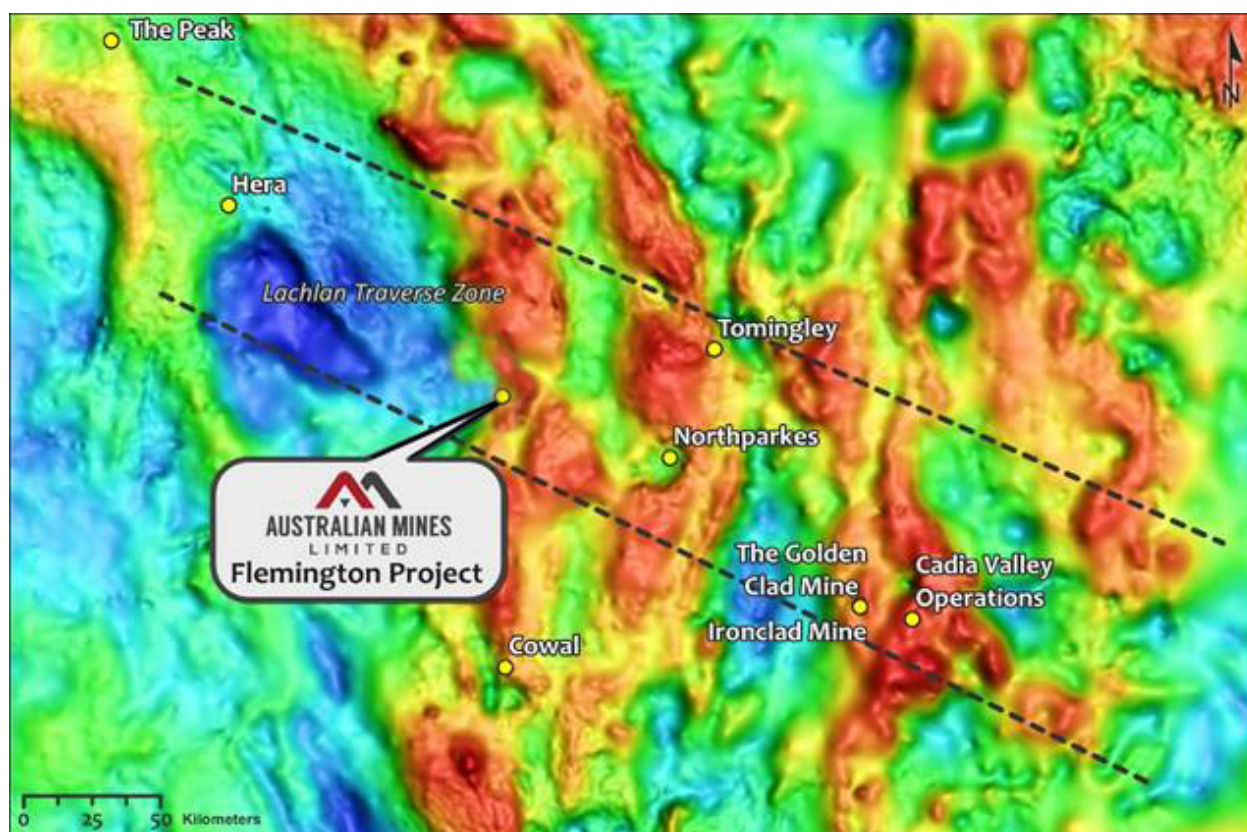 The Peak
N
Hera
Lachlan Traverse Zone
Tomingley
Northparkes
AUSTRALIAN MINES
LIMITED
Flemington Project
The Golden
Clad Mine
Ironclad Mine
Cadia Valley
Operations
Cowal
0 25 50 Kilometers